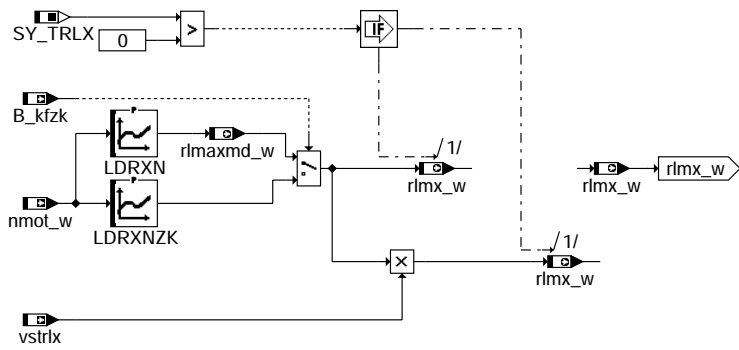 SY_TRLX
0
>
IF
B_kfzk
P
LDRXN
rlmaxmd_w
/1/
rlmx_w
rlmx_w
rlmx_w
nmot_w
P
LDRXNZK
/1/
rlmx_w
vstrlx